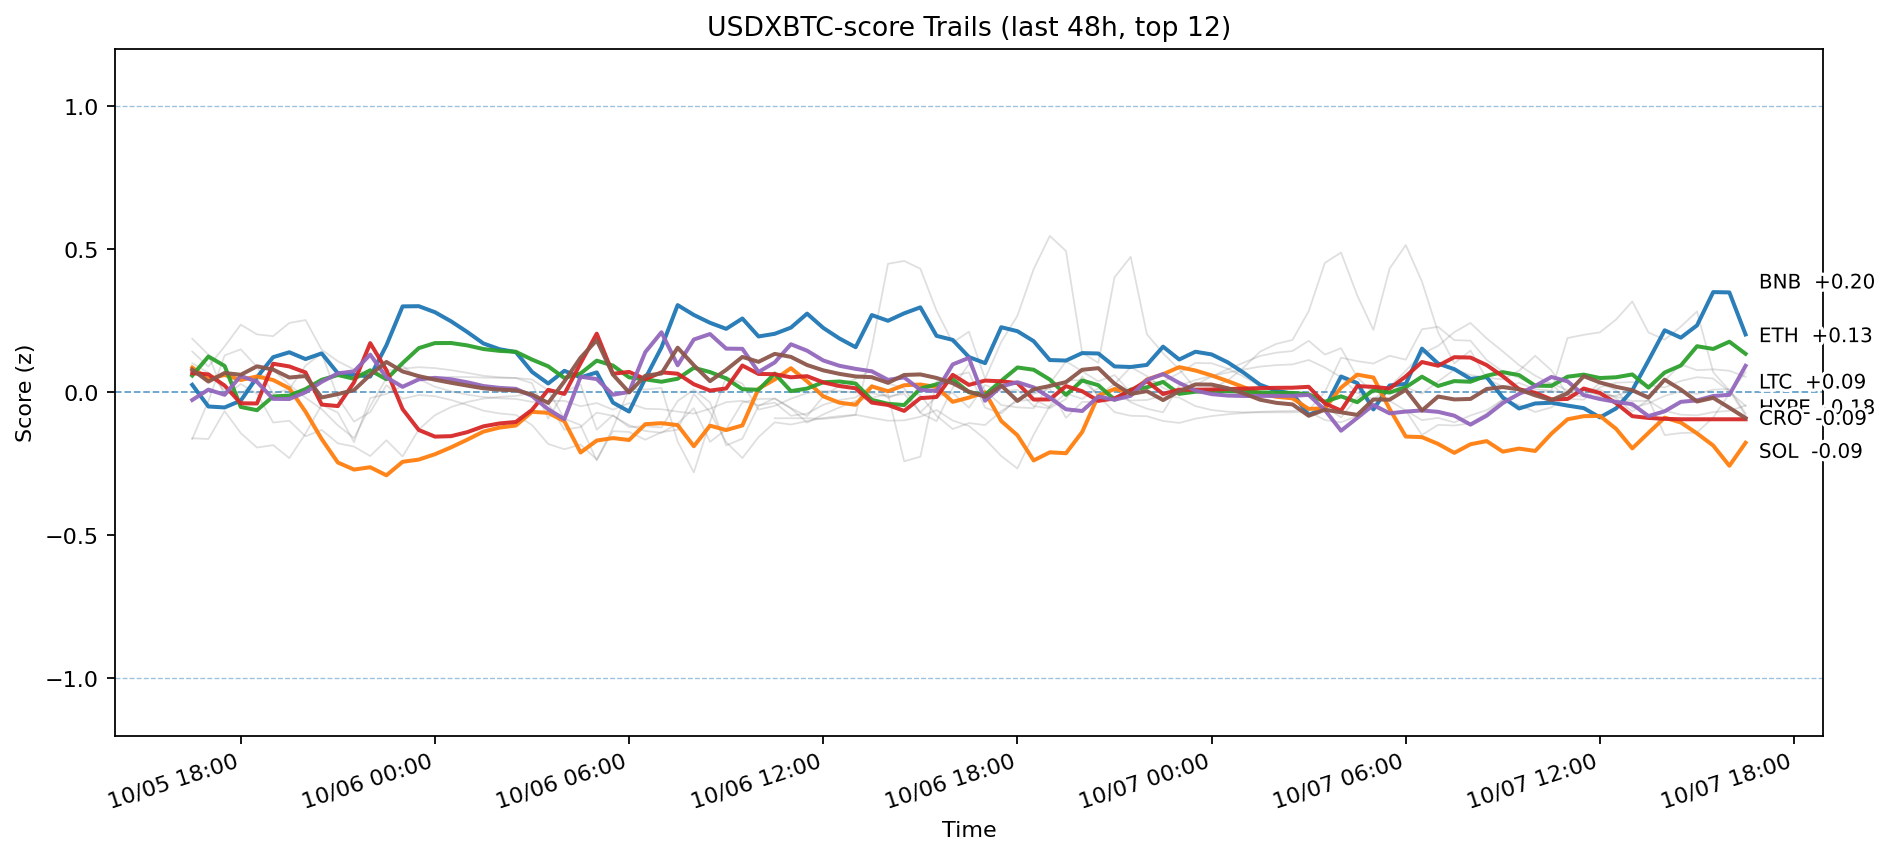 USDXBTC-score Trails (last 48h, top 12)
Score (z)
1.0
0.5
0.0
−0.5
−1.0
BNB +0.20
ETH +0.13
LTC +0.09
CRO -0.09
SOL -0.09
10/05 18:00
10/06 00:00
10/06 06:00
10/06 12:00
10/06 18:00
10/07 00:00
10/07 06:00
10/07 12:00
10/07 18:00
Time